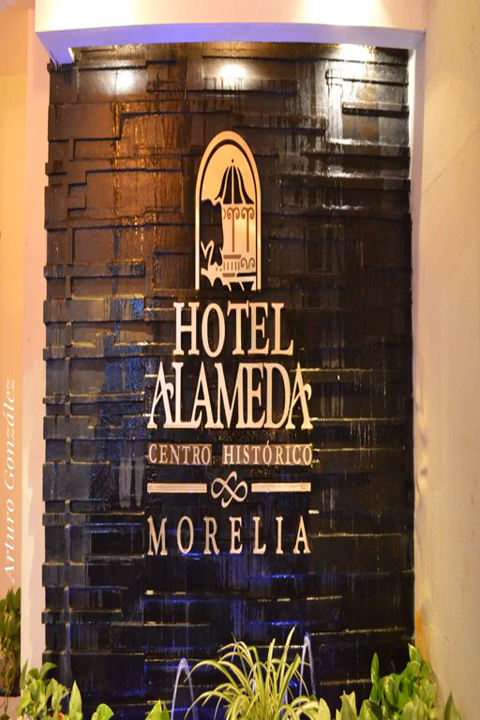 HOTEL
ALAMEDA
CENTRO HISTÓRICO
MORELIA
Arturo González